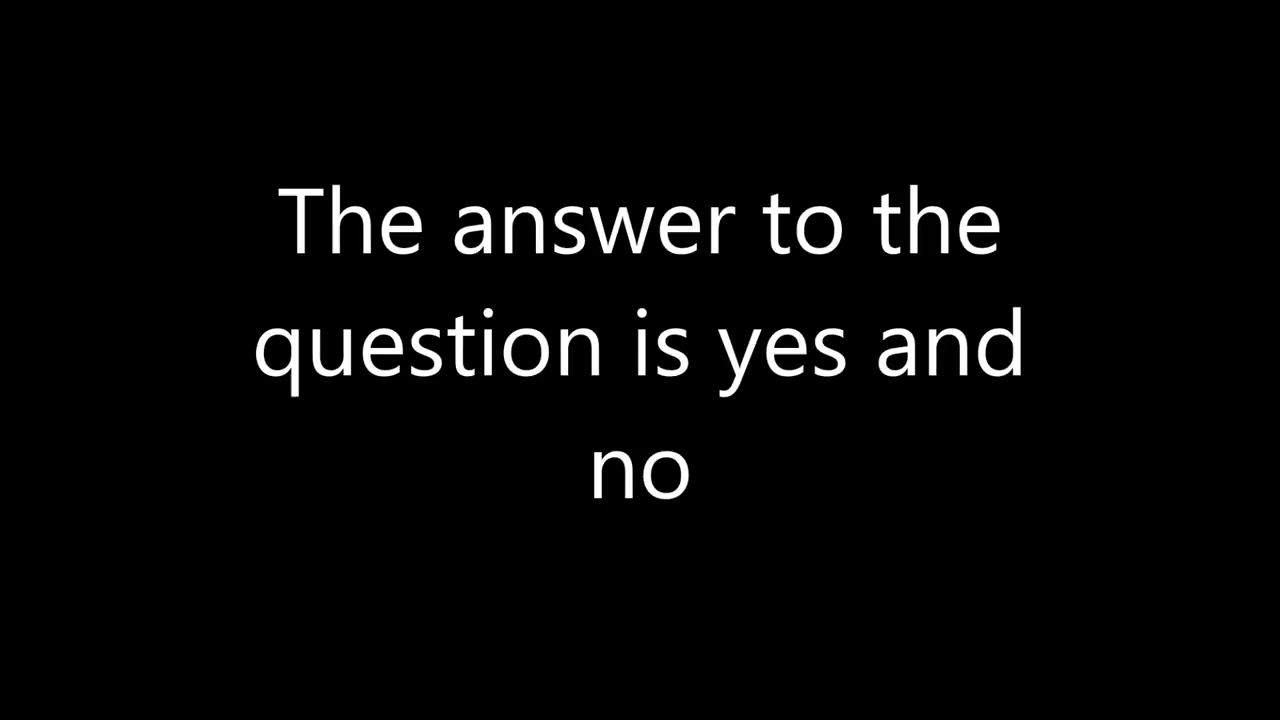 The answer to the
question is yes and
no